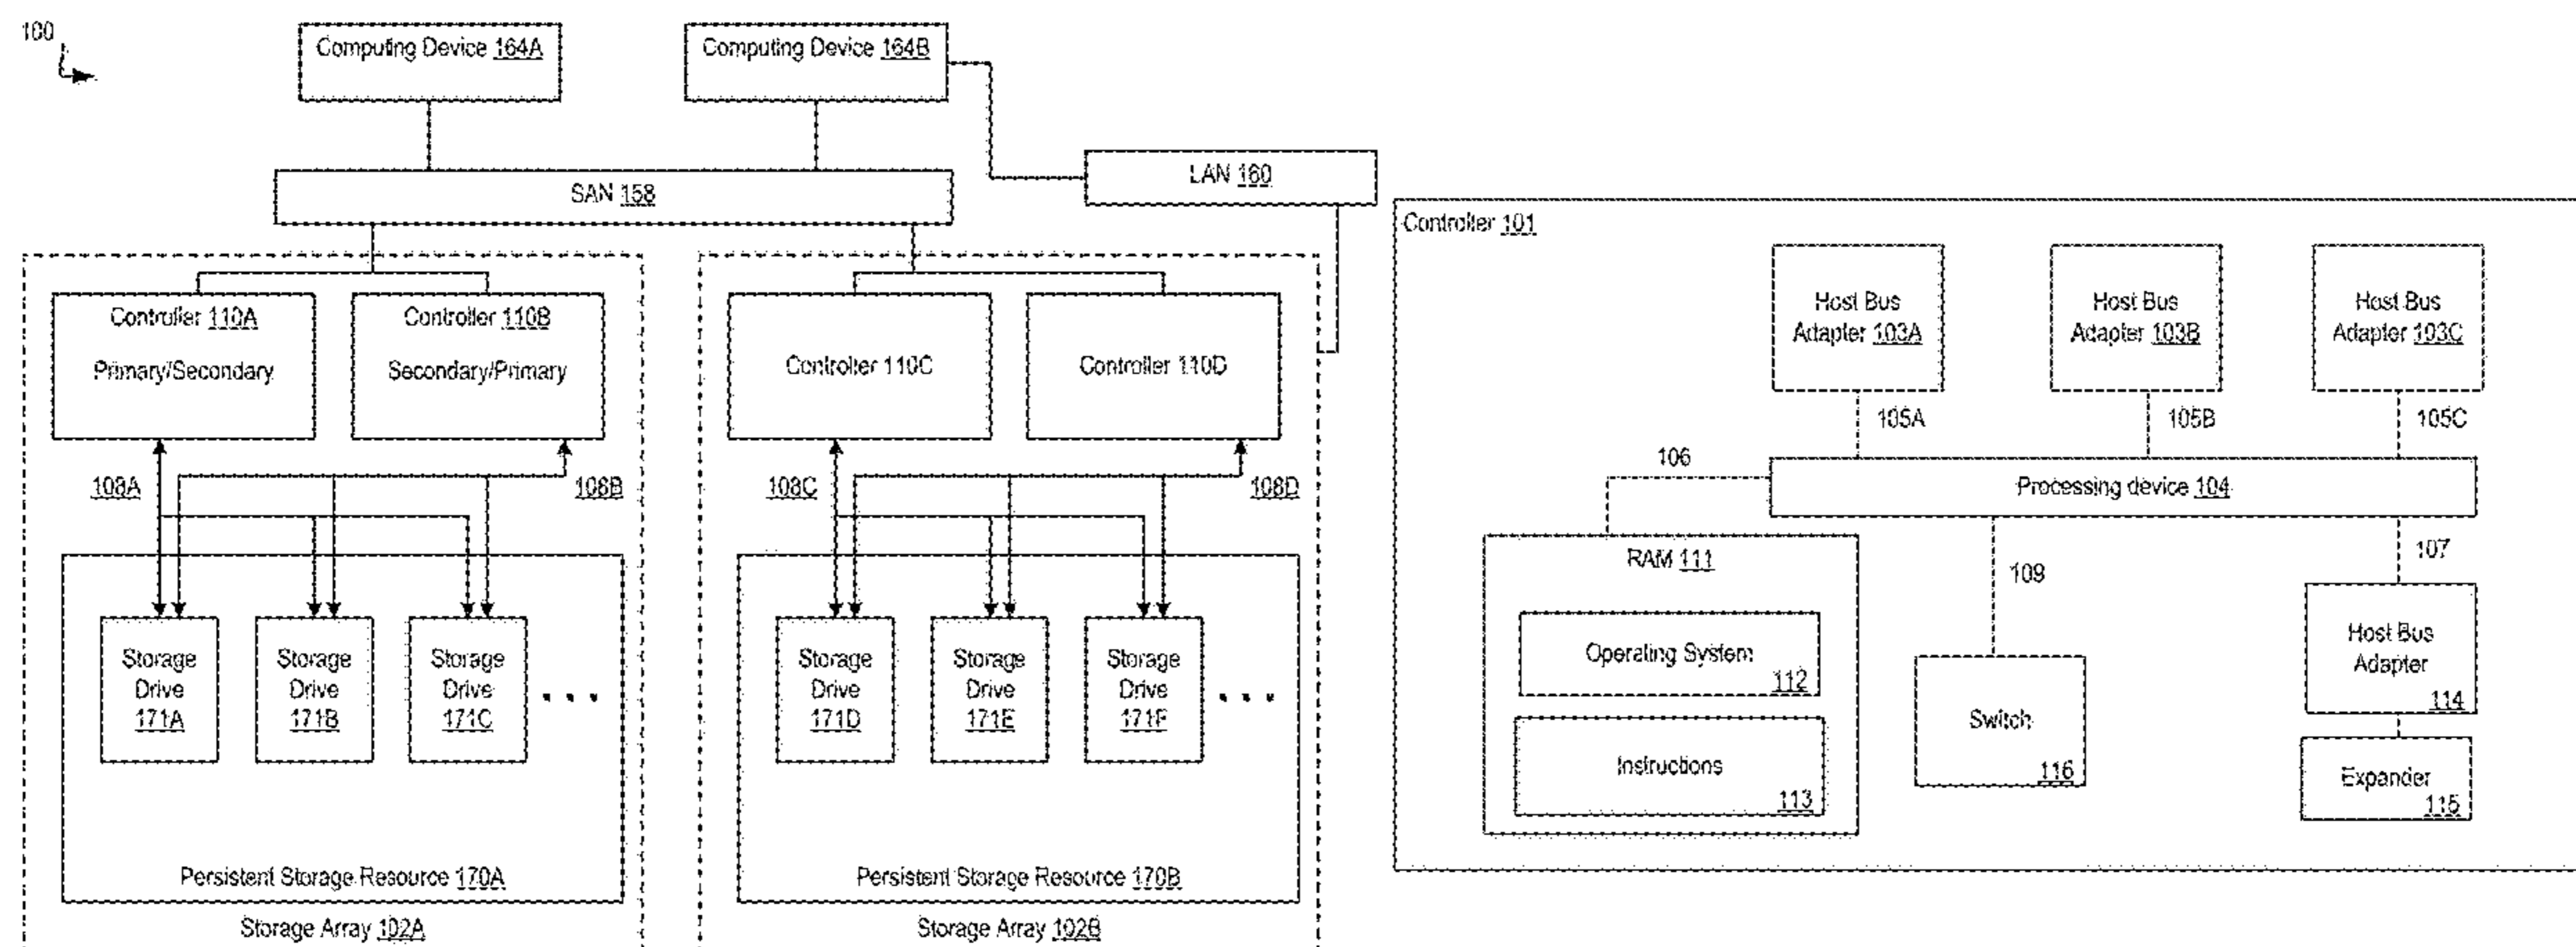 100
Computing Device 164A
Computing Device 164B
SAN 158
LAN 160
Controller 110A
Primary/Secondary
Controller 110B
Secondary/Primary
Controller 110C
Controller 110D
108A
108B
108C
108D
Storage
Drive
171A
Storage
Drive
171B
Storage
Drive
171C
...
Storage
Drive
171D
Storage
Drive
171E
Storage
Drive
171F
...
Persistent Storage Resource 170A
Persistent Storage Resource 170B
Storage Array 102A
Storage Array 102B
Controller 101
Host Bus
Adapter 103A
Host Bus
Adapter 103B
Host Bus
Adapter 103C
105A
105B
105C
106
Processing device 104
RAM 111
109
107
Operating System
112
Instructions
113
Switch
116
Host Bus
Adapter
114
Expander
115